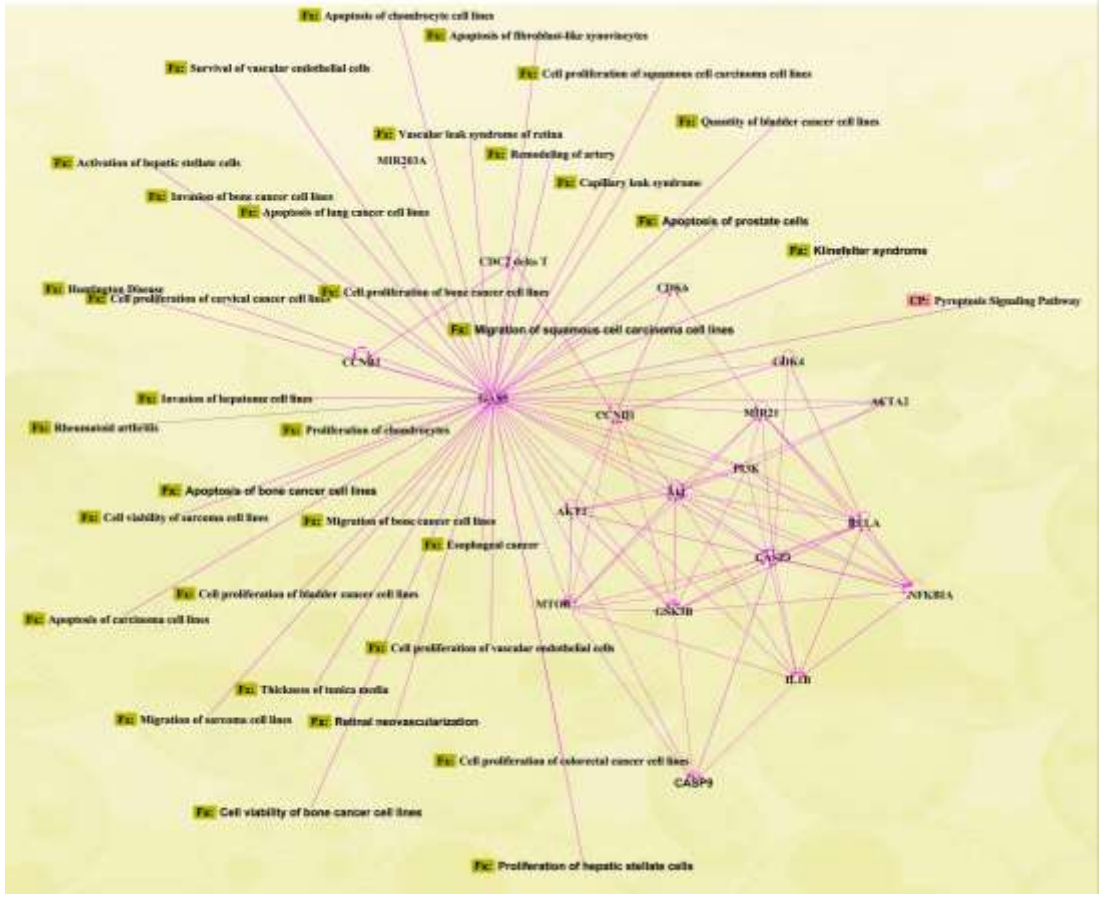 Fx: Apoptosis of chondrocyte cell lines
Fx: Apoptosis of fibroblast-like synoviocytes
Fx: Survival of vascular endothelial cells
Fx: Cell proliferation of squamous cell carcinoma cell lines
Fx: Quantity of bladder cancer cell lines
Fx: Vascular leak syndrome of retina
Fx: Remodeling of artery
MIR203A
Fx: Activation of hepatic stellate cells
Fx: Capillary leak syndrome
Fx: Invasion of bone cancer cell lines
Fx: Apoptosis of lung cancer cell lines
Fx: Apoptosis of prostate cells
Fx: Klinefelter syndrome
CDC2 delta T
Fx: Huntington Disease
Fx: Cell proliferation of bone cancer cell lines
CDK6
Fx: Cell proliferation of cervical cancer cell lines
CP: Pyroptosis Signaling Pathway
Fx: Migration of squamous cell carcinoma cell lines
CDK4
Fx: Invasion of hepatoma cell lines
CCND1
MIR21
Fx: Rheumatoid arthritis
Fx: Proliferation of chondrocytes
PI3K
Fx: Apoptosis of bone cancer cell lines
Fx: Cell viability of sarcoma cell lines
Fx: Migration of bone cancer cell lines
RELA
Fx: Esophageal cancer
Fx: Cell proliferation of bladder cancer cell lines
NFKBIA
MTOR
GSK3B
Fx: Apoptosis of carcinoma cell lines
Fx: Cell proliferation of vascular endothelial cells
IL1B
Fx: Thickness of tunica media
Fx: Migration of sarcoma cell lines
Fx: Retinal neovascularization
Fx: Cell proliferation of colorectal cancer cell lines
CASP9
Fx: Cell viability of bone cancer cell lines
Fx: Proliferation of hepatic stellate cells